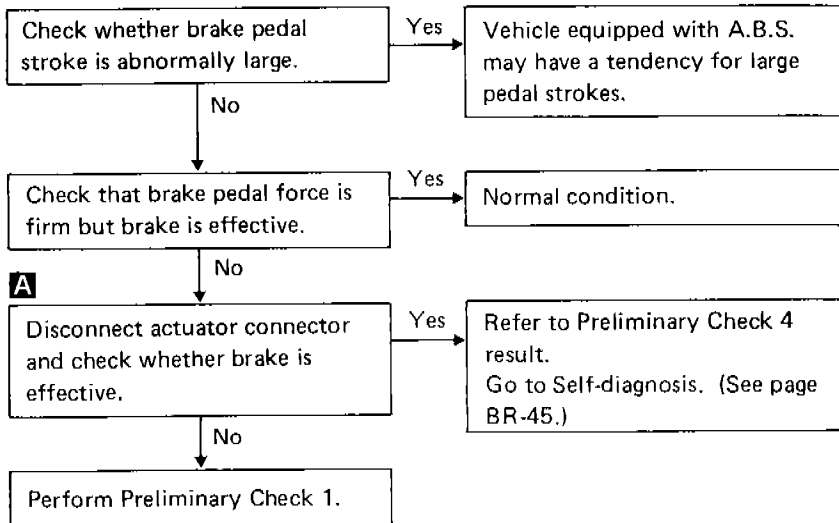 Check whether brake pedal
stroke is abnormally large.
Yes
Vehicle equipped with A.B.S.
may have a tendency for large
pedal strokes.
No
Check that brake pedal force is
firm but brake is effective.
Yes
Normal condition.
No
A
Disconnect actuator connector
and check whether brake is
effective.
Yes
Refer to Preliminary Check 4
result.
Go to Self-diagnosis. (See page
BR-45.)
No
Perform Preliminary Check 1.